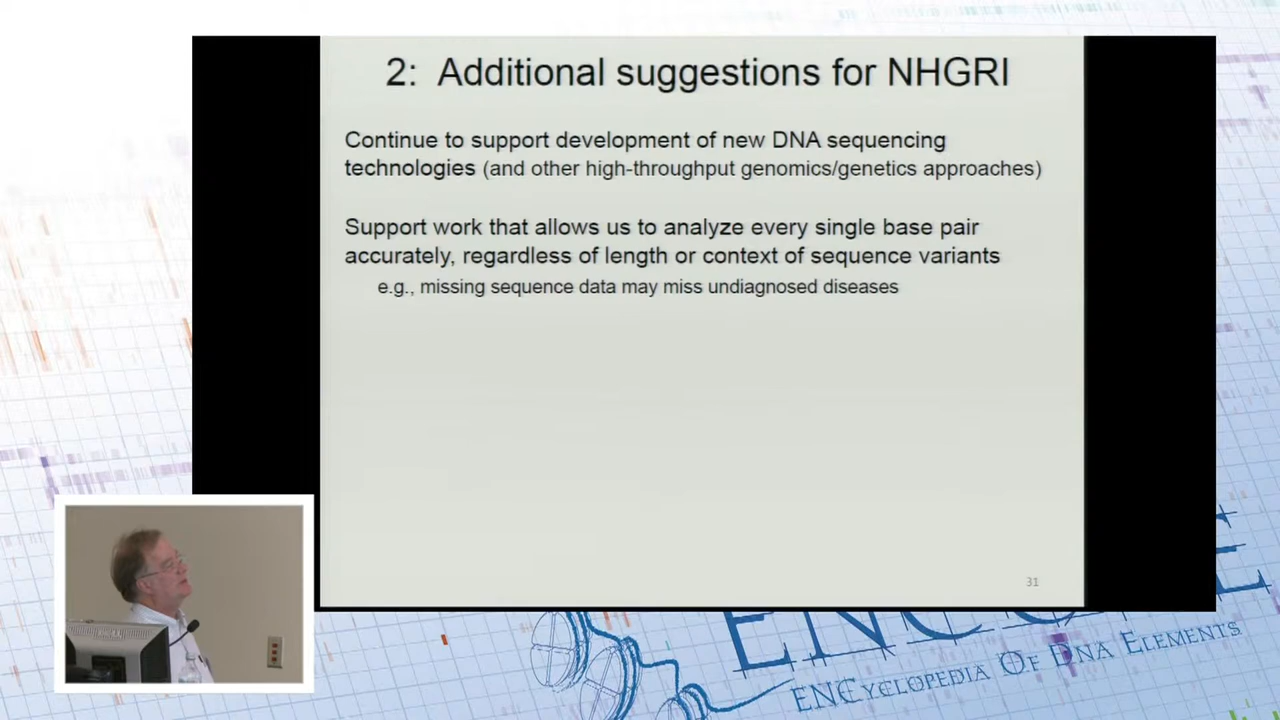 2: Additional suggestions for NHGRI
Continue to support development of new DNA sequencing
technologies (and other high-throughput genomics/genetics approaches)
Support work that allows us to analyze every single base pair
accurately, regardless of length or context of sequence variants
e.g., missing sequence data may miss undiagnosed diseases
31
ENCYCLOPEDIA OF DNA ELEMENTS